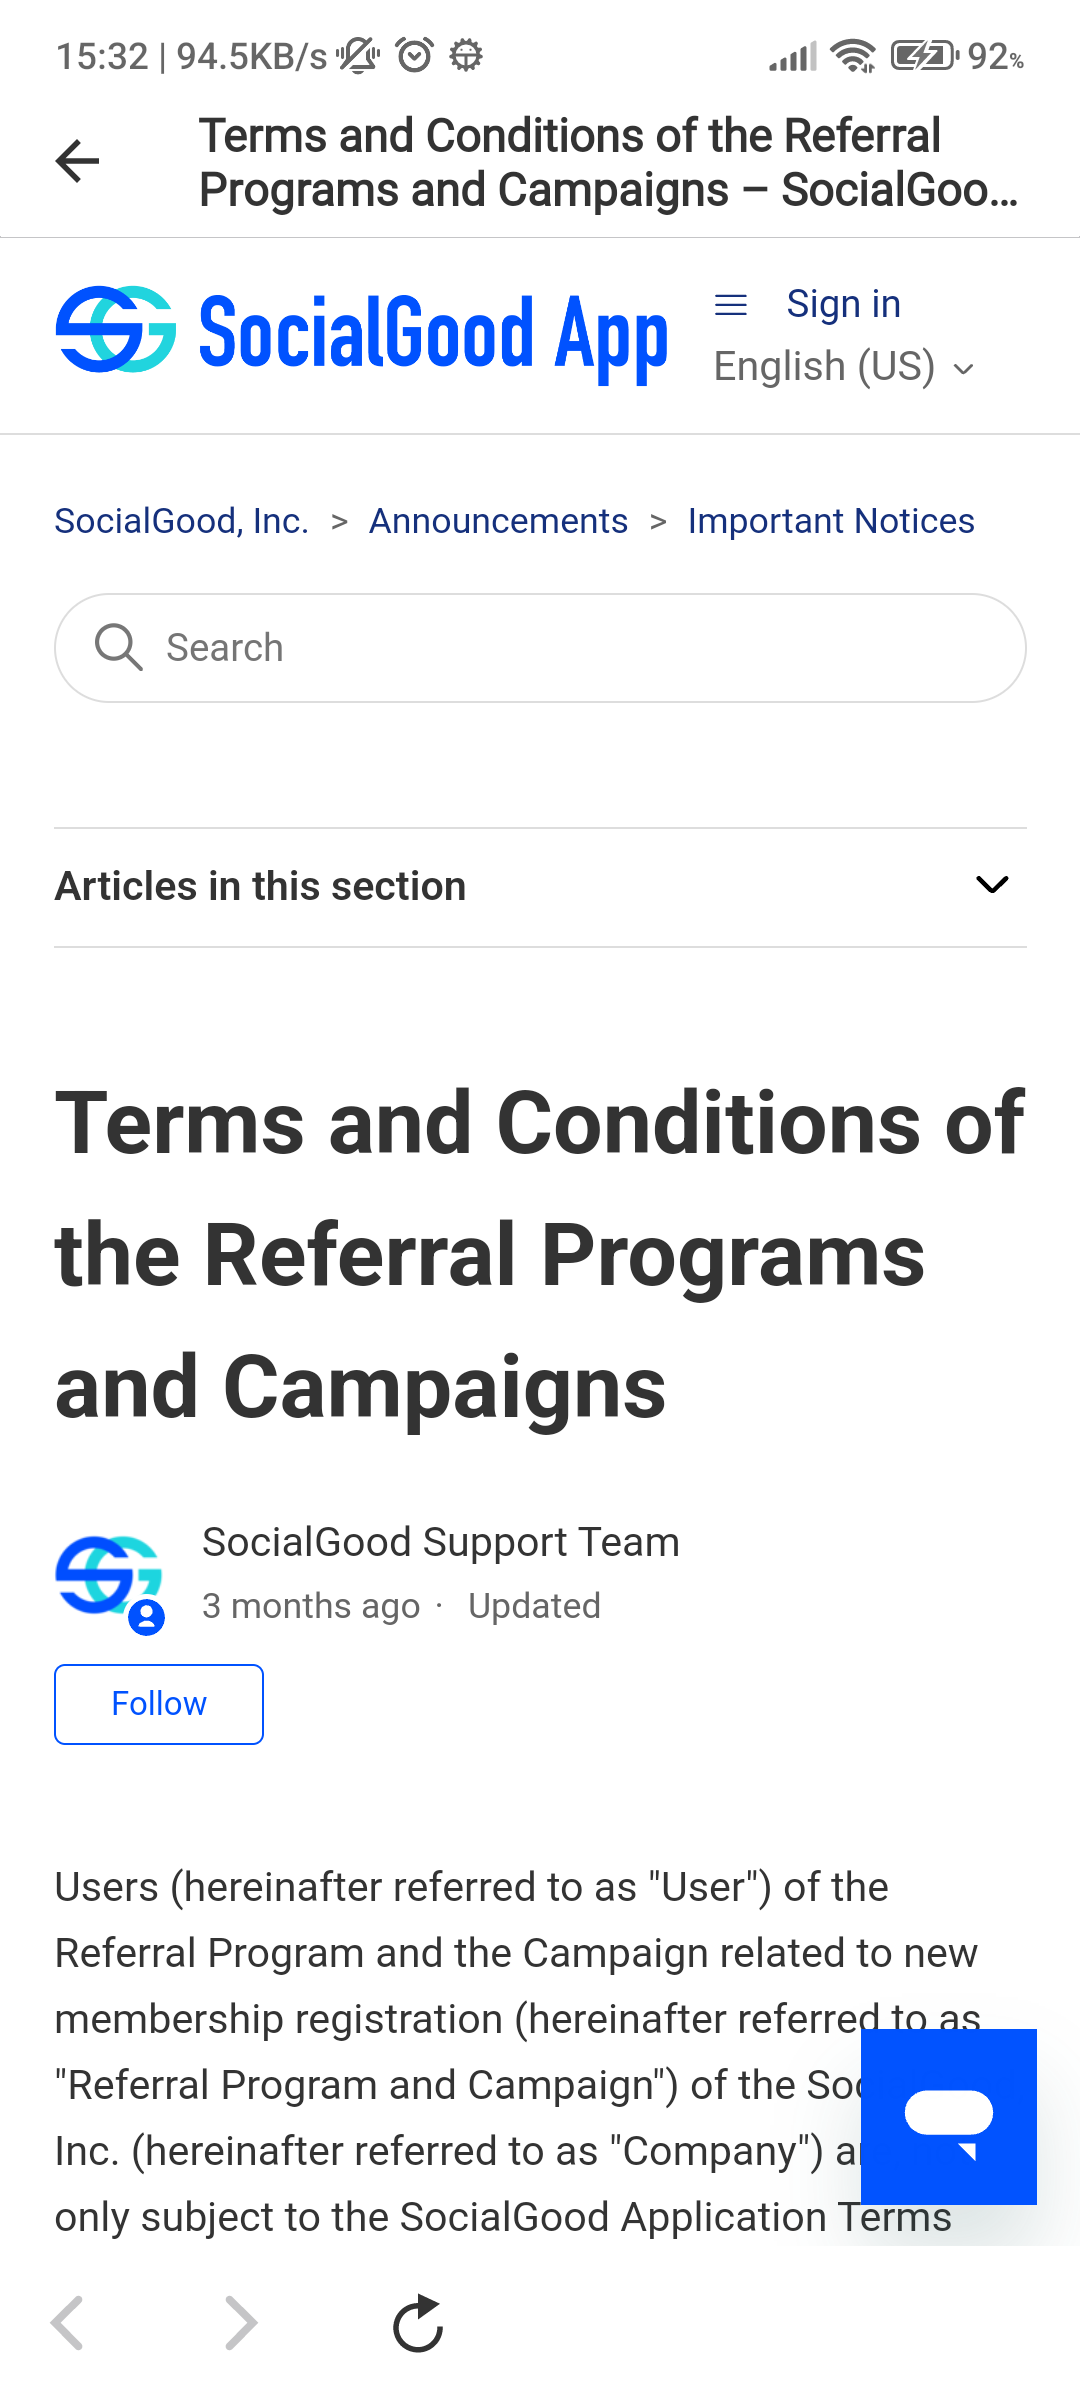 15:32 | 94.5KB/s
92%
Terms and Conditions of the Referral
Programs and Campaigns – SocialGoo...
SocialGood App
Sign in
English (US)
SocialGood, Inc. > Announcements > Important Notices
Search
Articles in this section
Terms and Conditions of
the Referral Programs
and Campaigns
SocialGood Support Team
3 months ago · Updated
Follow
Users (hereinafter referred to as "User") of the
Referral Program and the Campaign related to new
membership registration (hereinafter referred to as
"Referral Program and Campaign") of the
Inc. (hereinafter referred to as "Company")
only subject to the SocialGood Application Terms